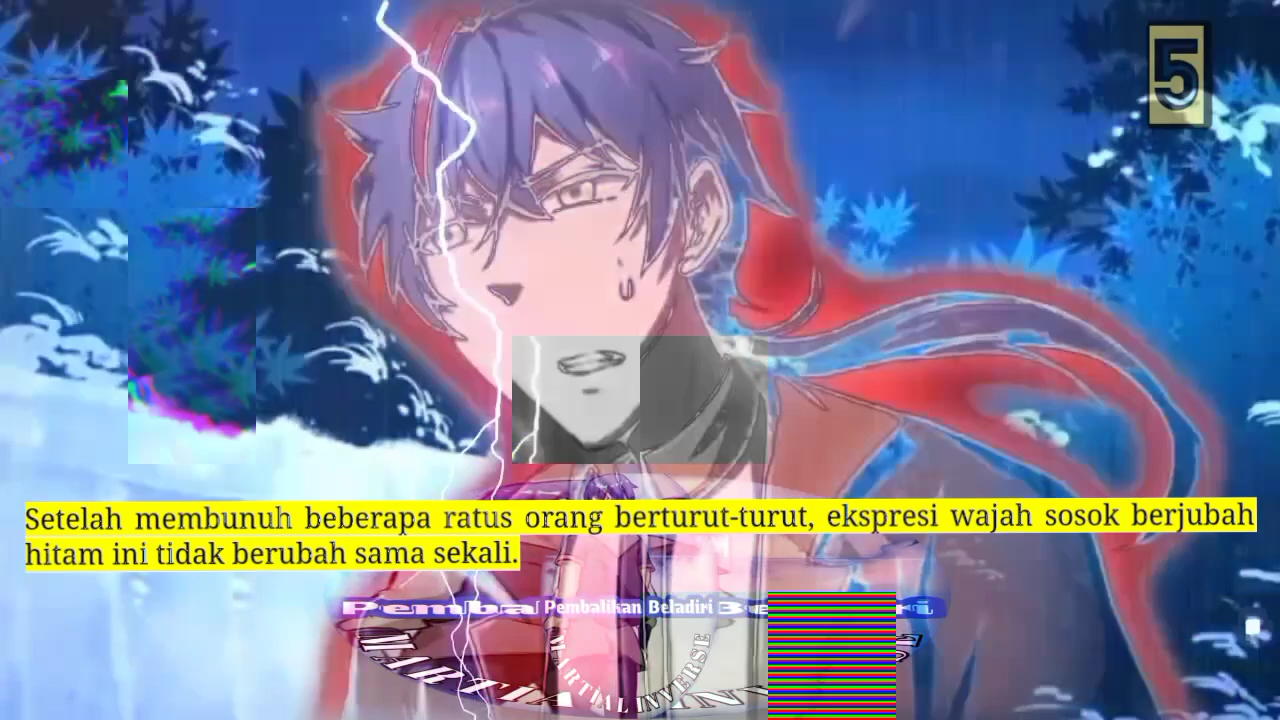 5
Setelah membunuh beberapa ratus orang berturut-turut, ekspresi wajah sosok berjubah
hitam ini tidak berubah sama sekali.
Pembalikan Beladiri
MARTIAL INVERSE